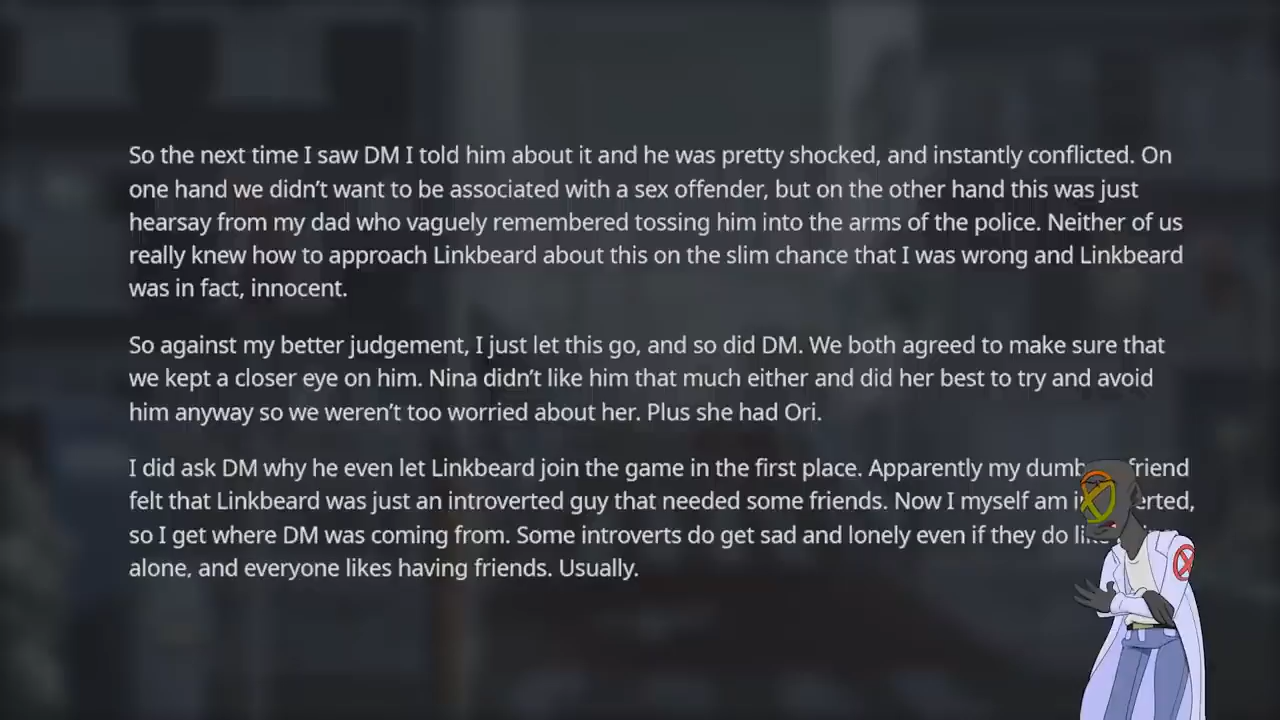 So the next time I saw DM I told him about it and he was pretty shocked, and instantly conflicted. On
one hand we didn’t want to be associated with a sex offender, but on the other hand this was just
hearsay from my dad who vaguely remembered tossing him into the arms of the police. Neither of us
really knew how to approach Linkbeard about this on the slim chance that I was wrong and Linkbeard
was in fact, innocent.
So against my better judgement, I just let this go, and so did DM. We both agreed to make sure that
we kept a closer eye on him. Nina didn’t like him that much either and did her best to try and avoid
him anyway so we weren’t too worried about her. Plus she had Ori.
I did ask DM why he even let Linkbeard join the game in the first place. Apparently my friend
felt that Linkbeard was just an introverted guy that needed some friends. Now I myself am
so I get where DM was coming from. Some introverts do get sad and lonely even if they do
alone, and everyone likes having friends. Usually.